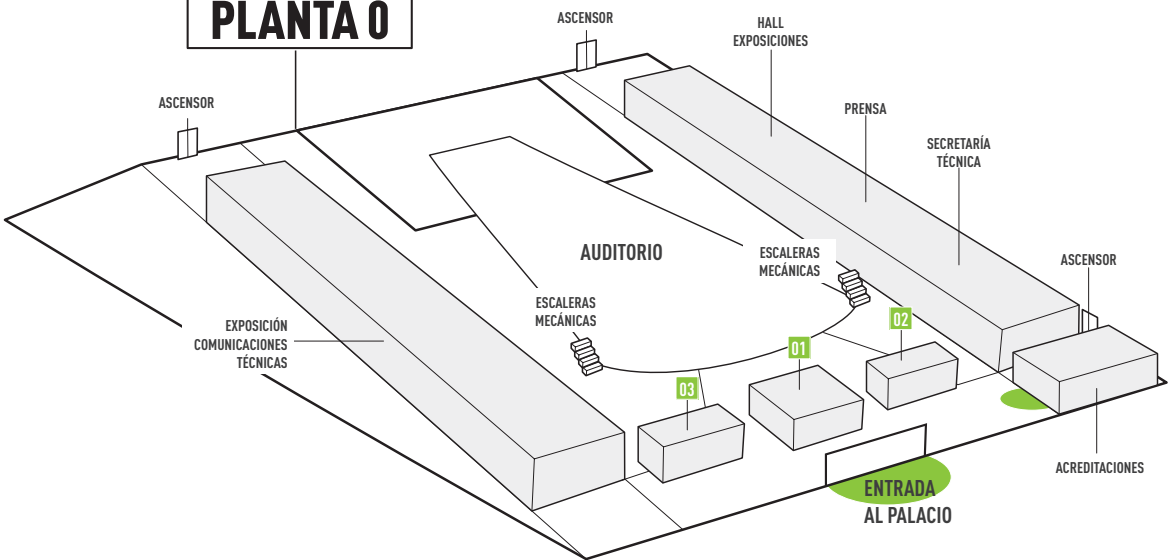 PLANTA 0
ASCENSOR
HALL
EXPOSICIONES
ASCENSOR
PRENSA
SECRETARÍA
TÉCNICA
AUDITORIO
ESCALERAS
MECÁNICAS
ASCENSOR
ESCALERAS
MECÁNICAS
EXPOSICIÓN
COMUNICACIONES
TÉCNICAS
02
01
03
ACREDITACIONES
ENTRADA
AL PALACIO